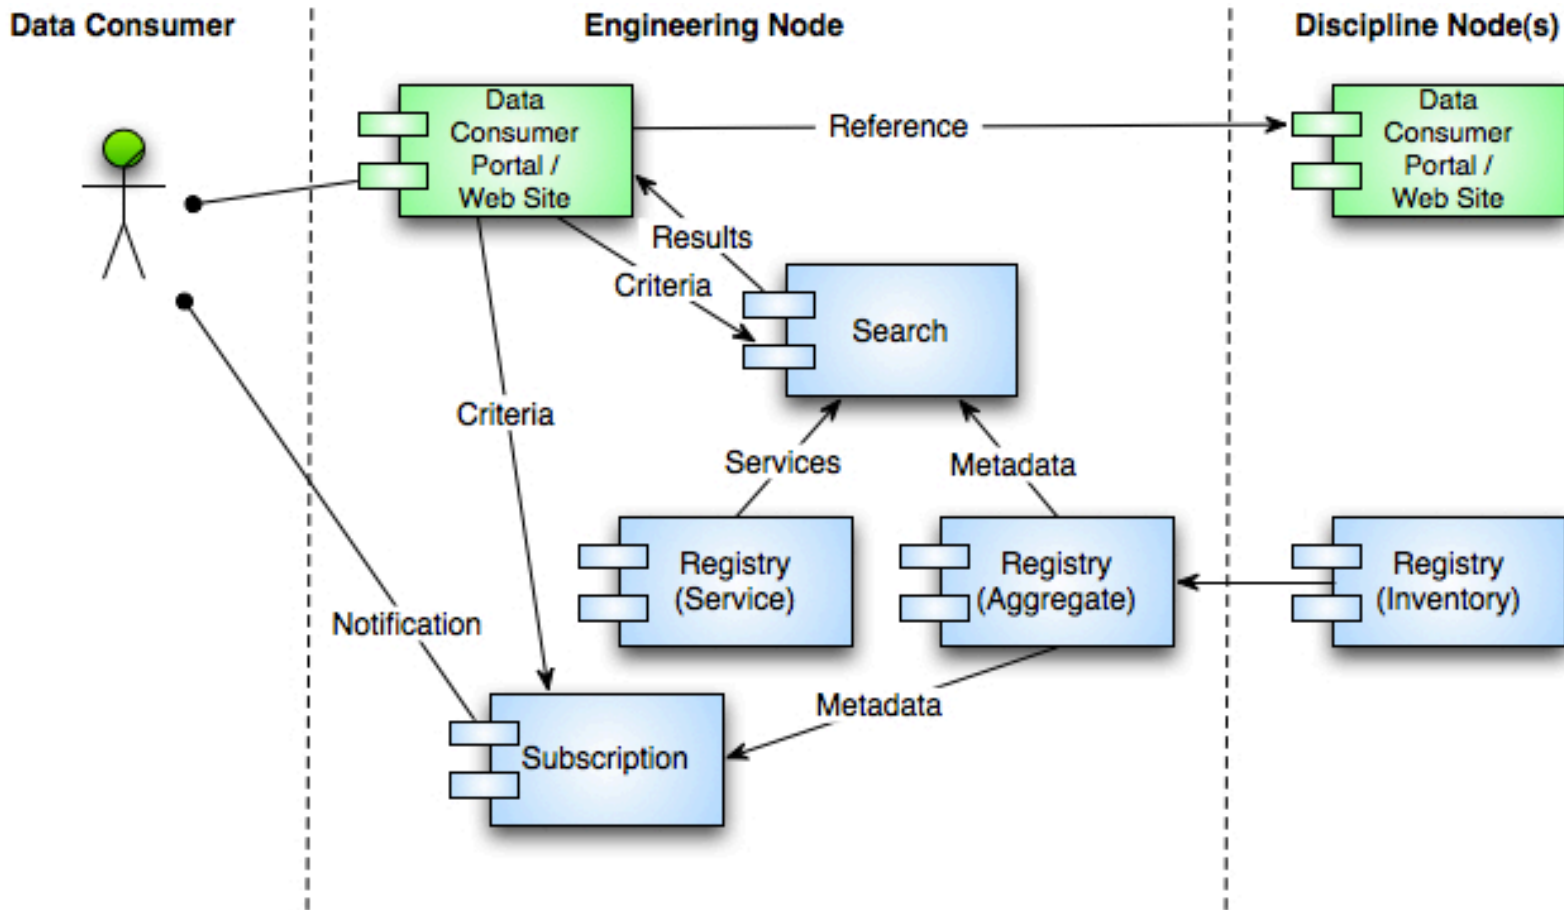 Data Consumer
Engineering Node
Discipline Node(s)
Data
Consumer
Portal /
Web Site
Reference
Data
Consumer
Portal /
Web Site
Results
Criteria
Search
Criteria
Services
Metadata
Registry
(Service)
Registry
(Aggregate)
Registry
(Inventory)
Notification
Metadata
Subscription